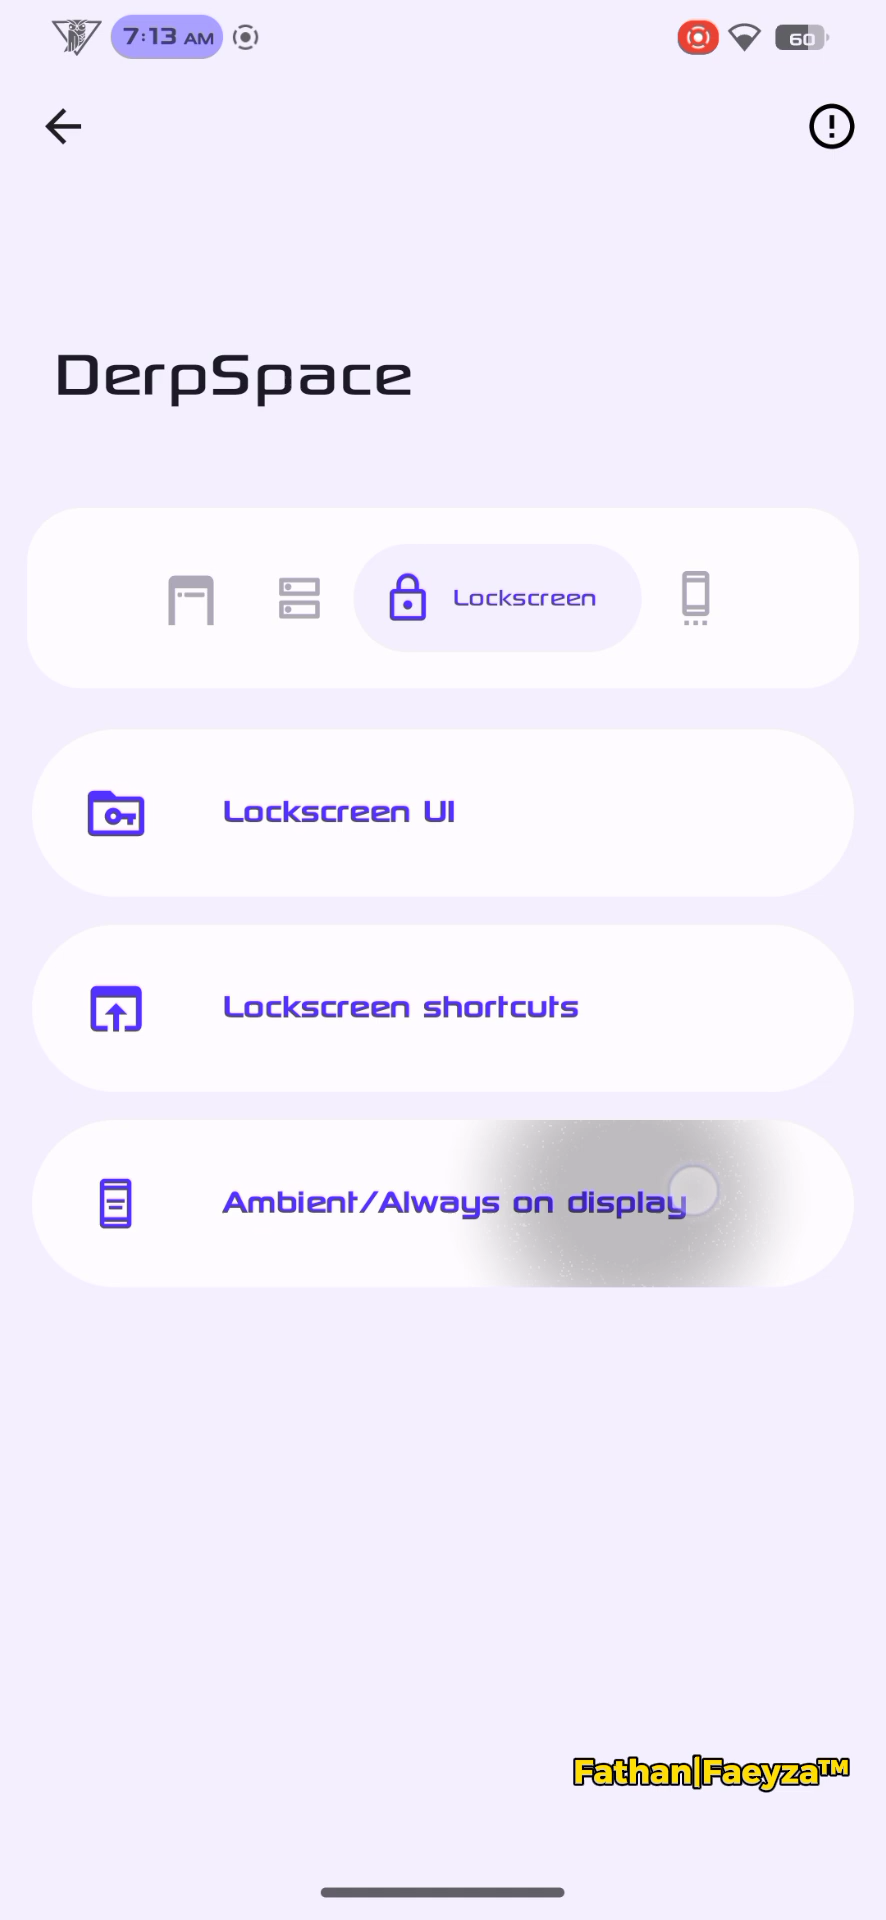 7:13 AM
60
DerpSpace
Lockscreen
Lockscreen UI
Lockscreen shortcuts
Ambient/Always on display
Fathan|Faeyza™